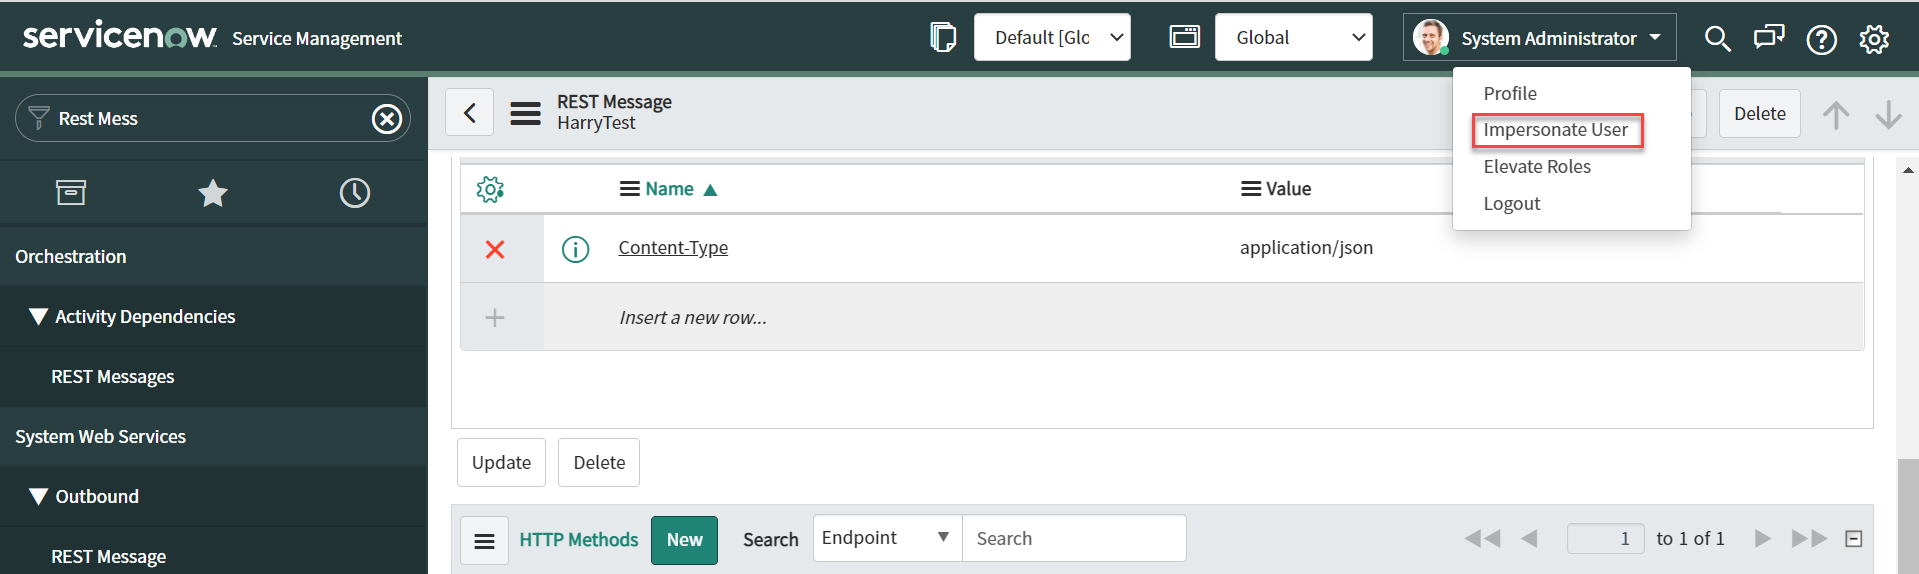 servicenow Service Management
Default [Glo
Global
System Administrator
Rest Mess
REST Message
HarryTest
Delete
Profile
Impersonate User
Elevate Roles
Logout
Name
Value
Orchestration
Content-Type
application/json
Activity Dependencies
Insert a new row...
REST Messages
System Web Services
Update
Delete
Outbound
HTTP Methods
New
Search
Endpoint
Search
1
to 1 of 1
REST Message